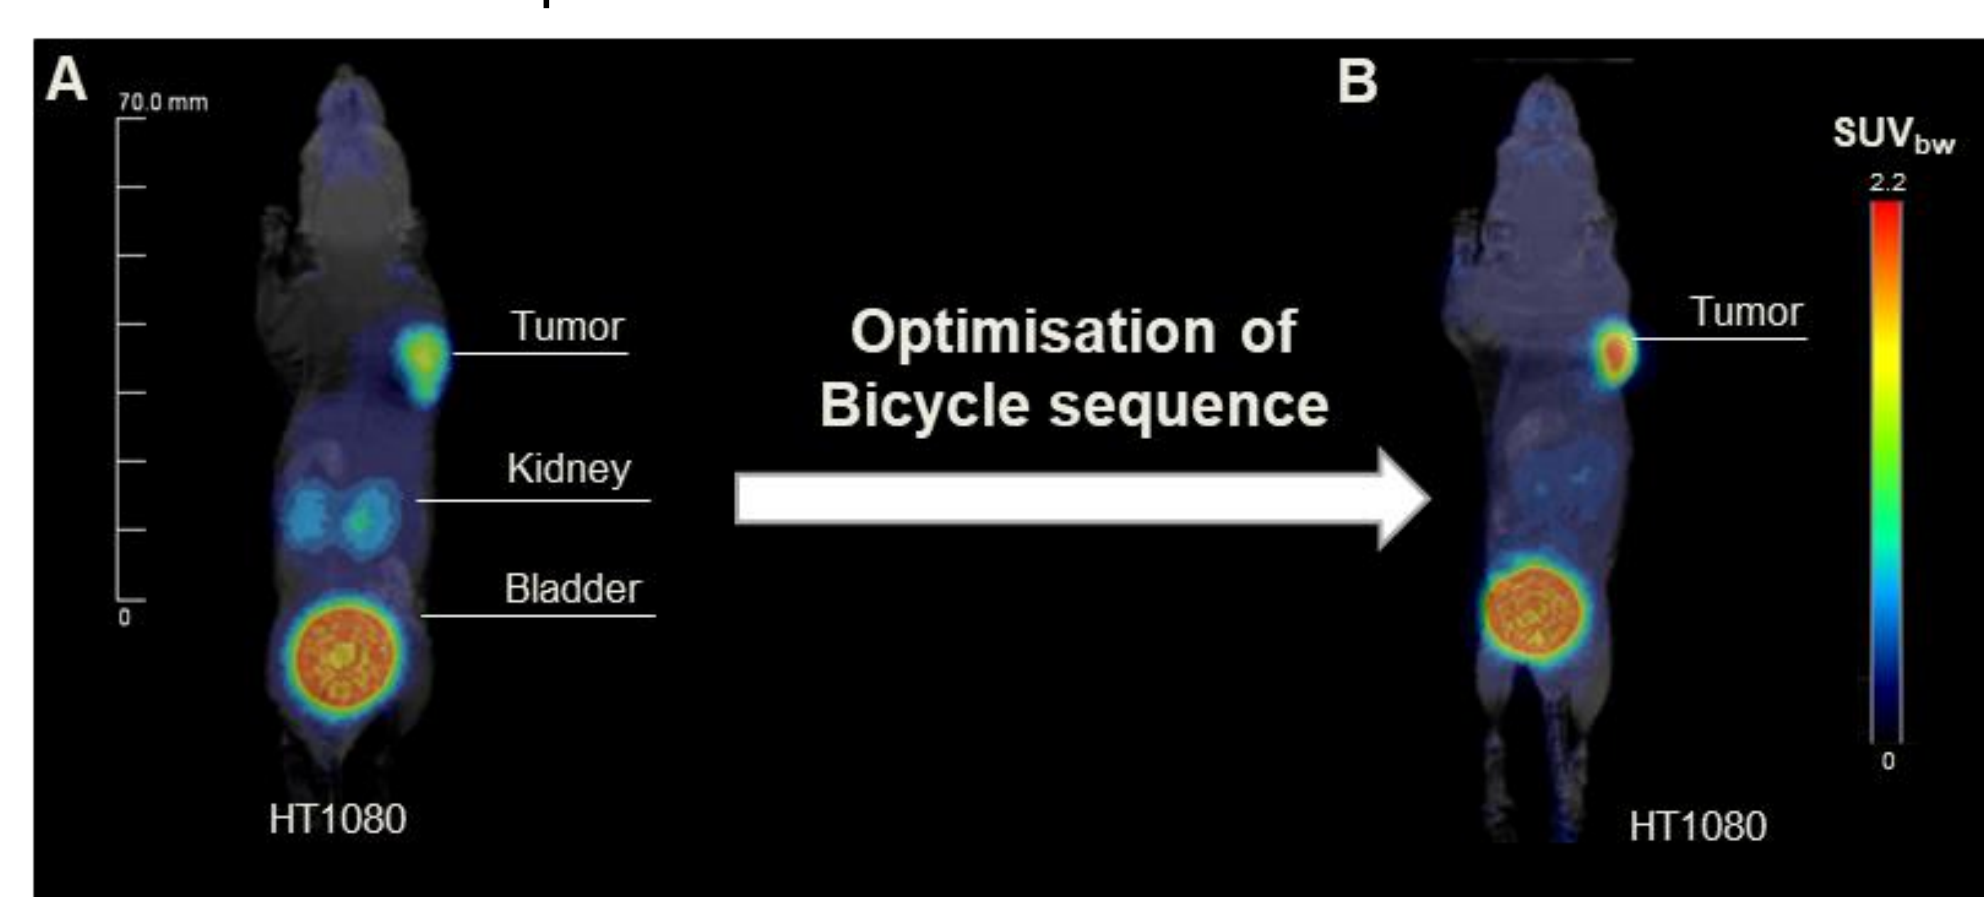 A
70.0 mm
Tumor
Kidney
Bladder
0
HT1080
Optimisation of
Bicycle sequence
B
Tumor
HT1080
SUVbw
2.2
0